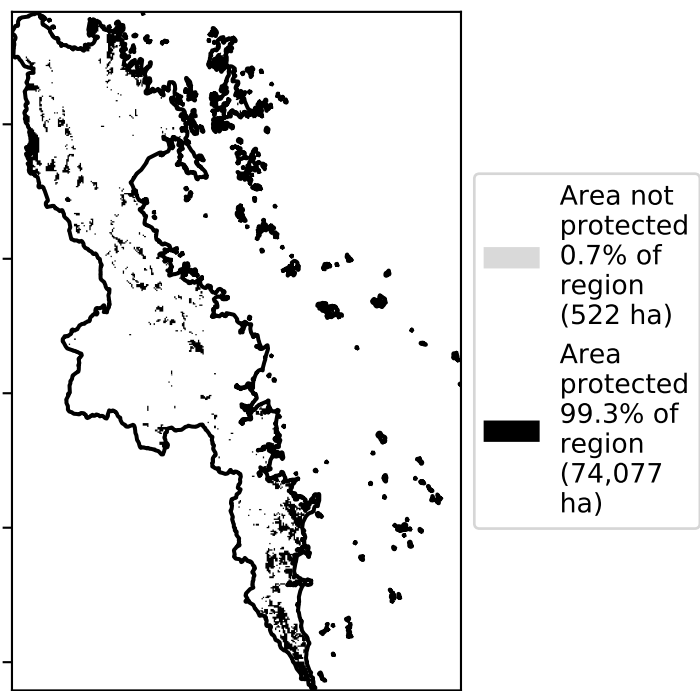 Area not
protected
0.7% of
region
(522 ha)
Area
protected
99.3% of
region
(74,077
ha)